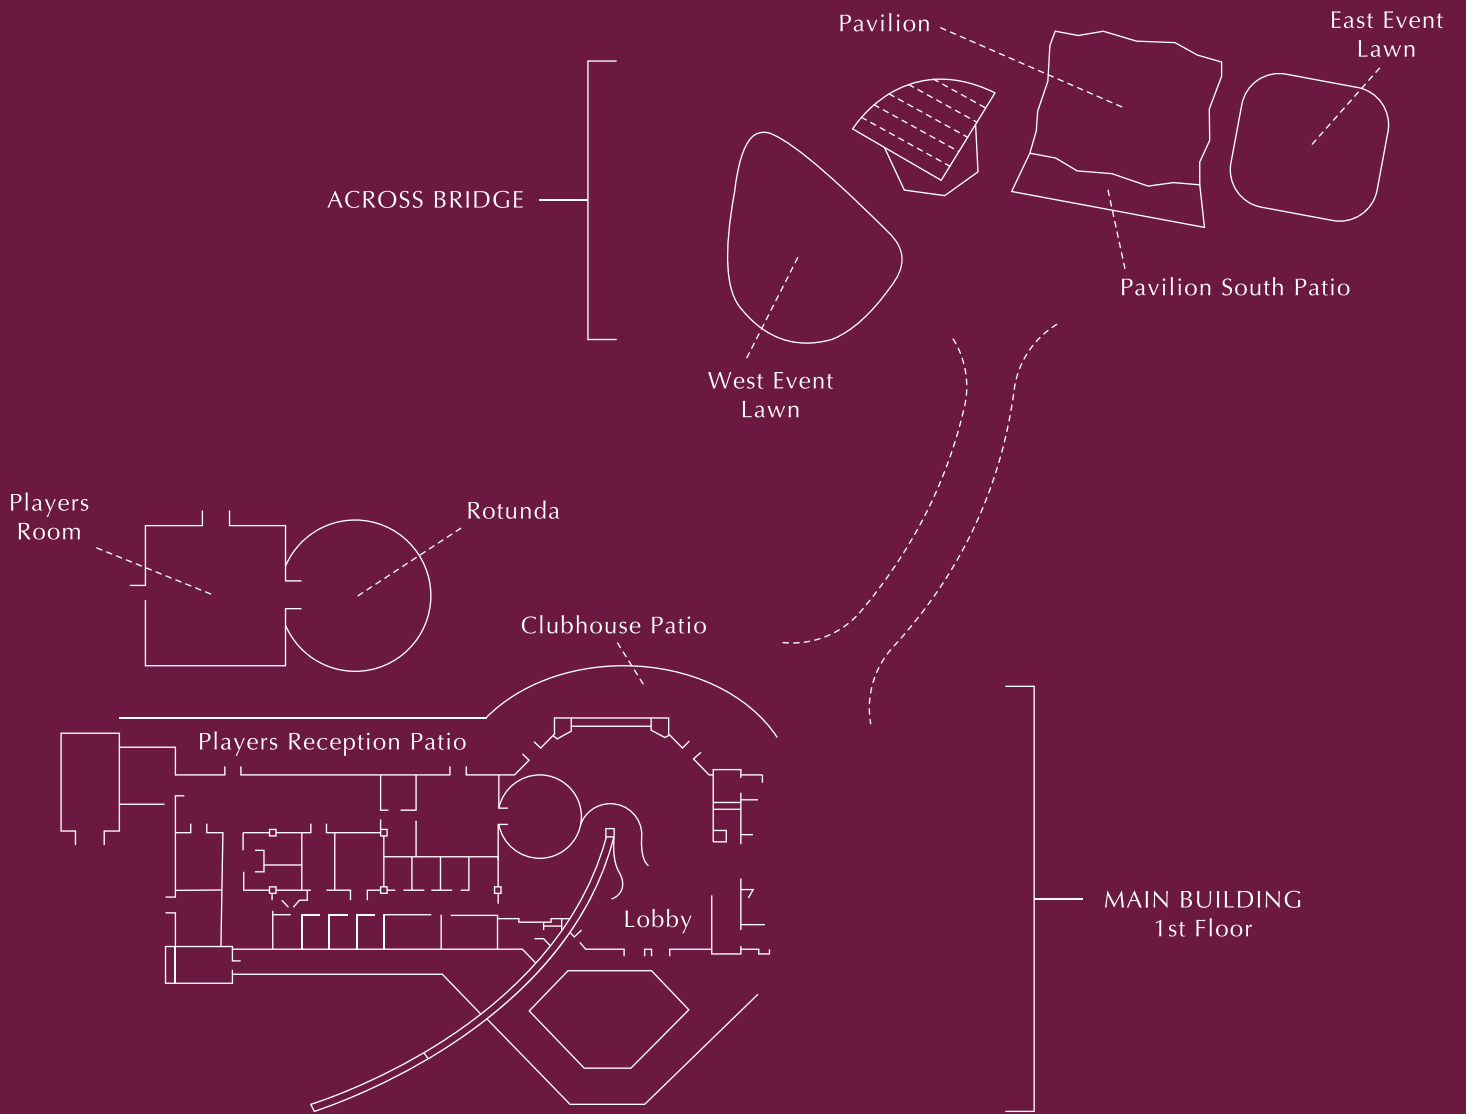 Pavilion
East Event
Lawn
ACROSS BRIDGE
Pavilion South Patio
West Event
Lawn
Players
Room
Rotunda
Clubhouse Patio
Players Reception Patio
Lobby
MAIN BUILDING
1st Floor